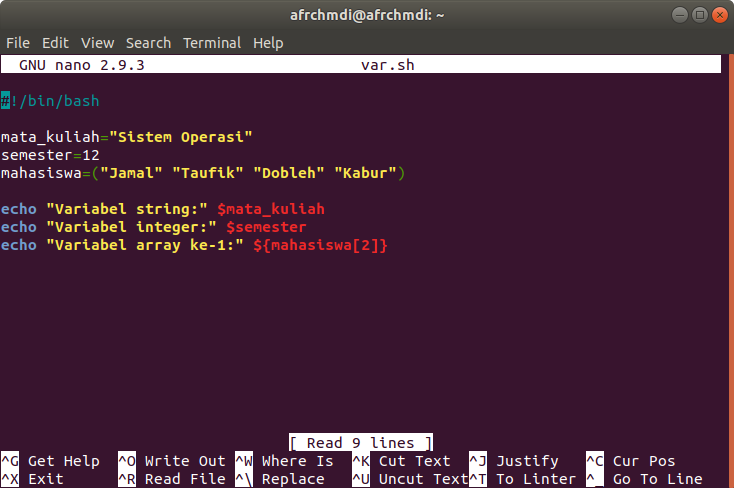 afrchmdi@afrchmdi: ~
File Edit View Search Terminal Help
GNU nano 2.9.3 var.sh
#!/bin/bash
mata_kuliah="Sistem Operasi"
semester=12
mahasiswa=("Jamal" "Taufik" "Dobleh" "Kabur")
echo "Variabel string:" $mata_kuliah
echo "Variabel integer:" $semester
echo "Variabel array ke-1:" ${mahasiswa[2]}
[ Read 9 lines ]
^G Get Help ^O Write Out ^W Where Is ^K Cut Text ^J Justify ^C Cur Pos
^X Exit ^R Read File ^\ Replace ^U Uncut Text ^T To Linter ^_ Go To Line